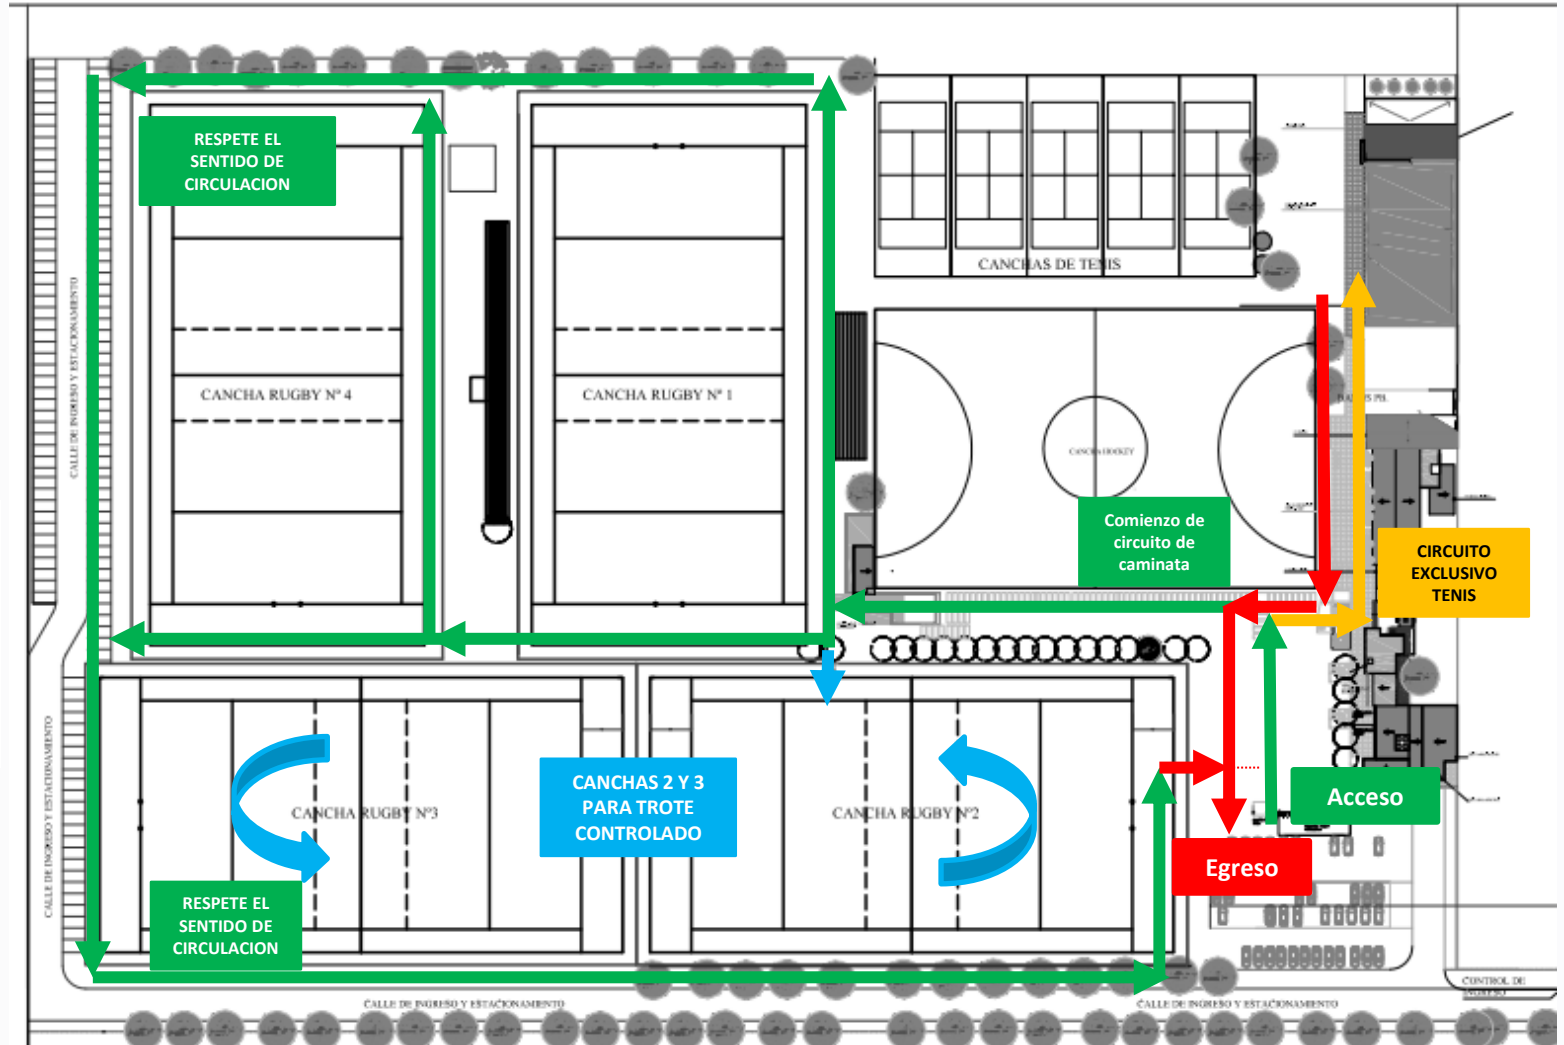 RESPETE EL
SENTIDO DE
CIRCULACION
CANCHAS DE TENIS
CALLE DE INGRESO Y ESTACIONAMIENTO
CANCHA RUGBY Nº 4
CANCHA RUGBY Nº 1
CANCHA HOCKEY
Comienzo de
circuito de
caminata
CIRCUITO
EXCLUSIVO
TENIS
CALLE DE INGRESO Y ESTACIONAMIENTO
CANCHAS 2 Y 3
PARA TROTE
CONTROLADO
CANCHA RUGBY Nº3
CANCHA RUGBY Nº2
Acceso
Egreso
RESPETE EL
SENTIDO DE
CIRCULACION
CONTROL DE
INGRESO
CALLE DE INGRESO Y ESTACIONAMIENTO
CALLE DE INGRESO Y ESTACIONAMIENTO